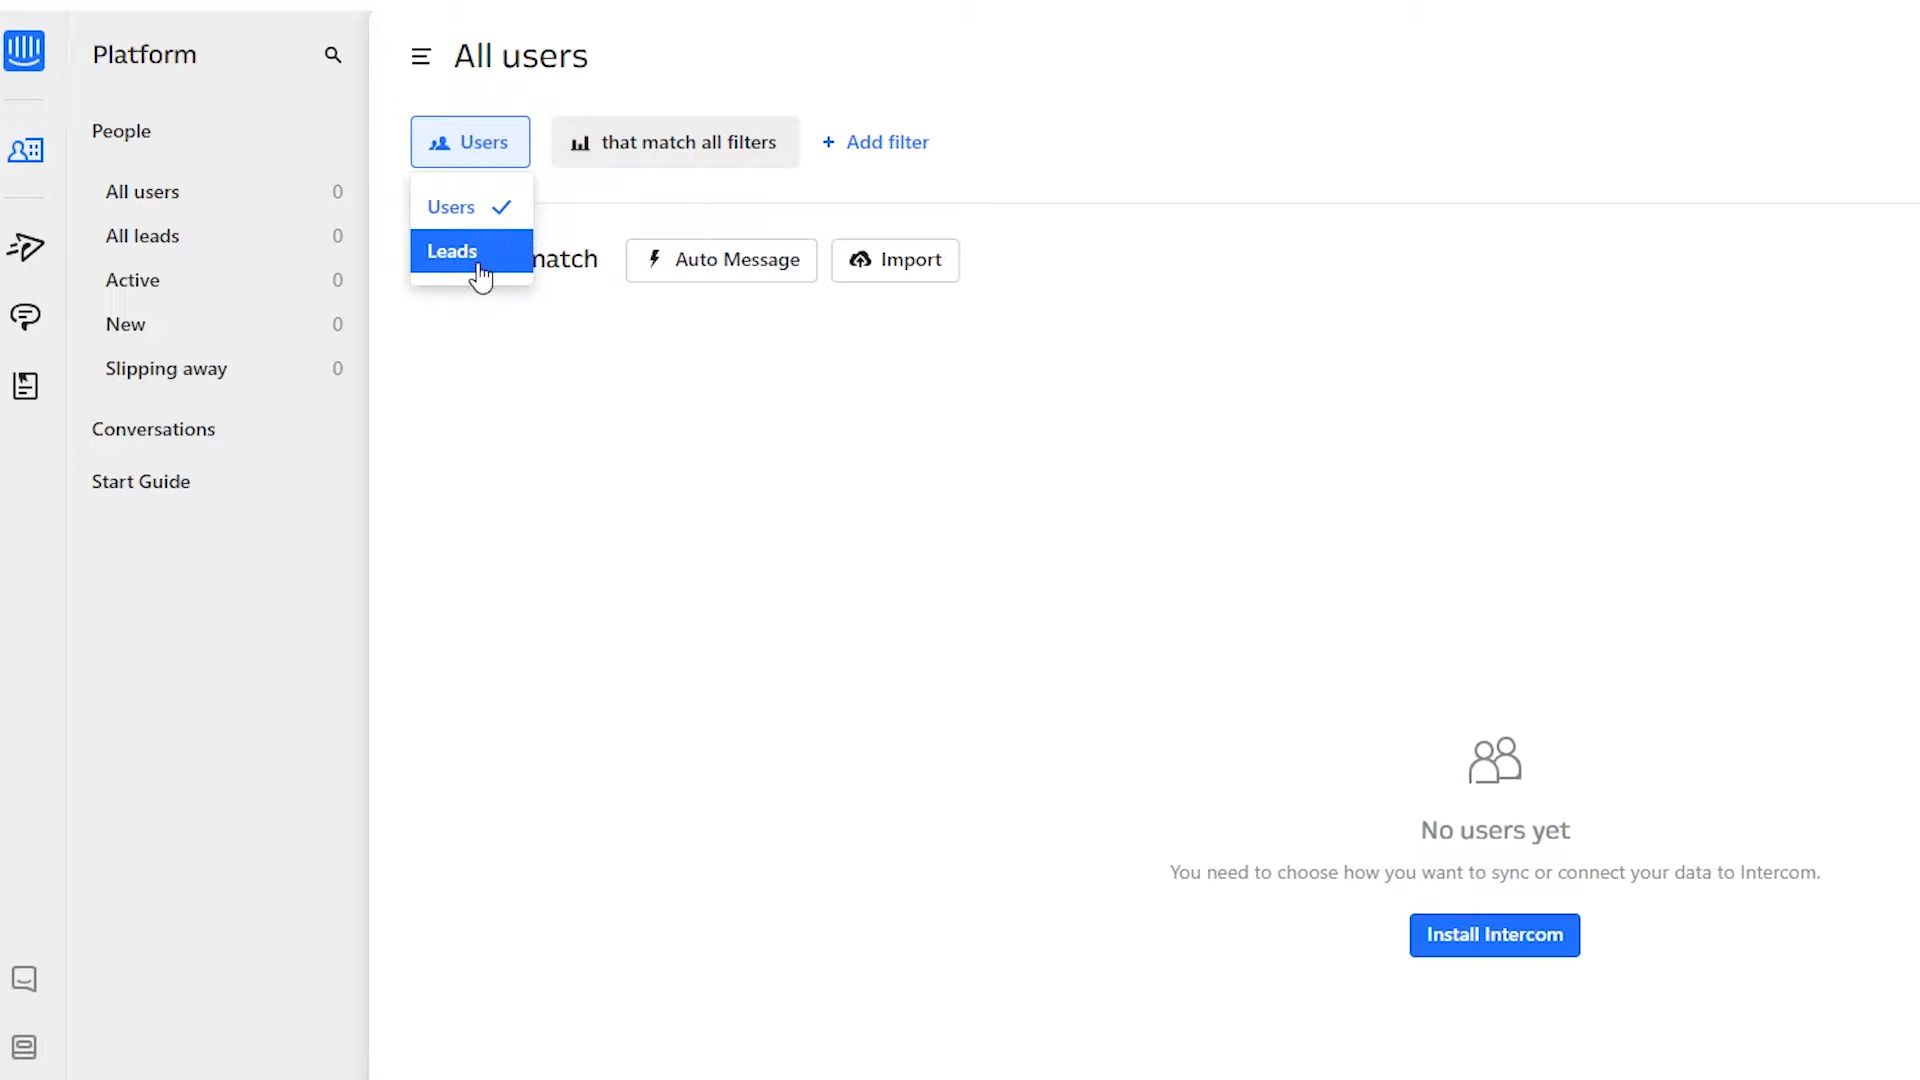 Platform
People
All users 0
All leads 0
Active 0
New 0
Slipping away 0
Conversations
Start Guide
All users
Users
that match all filters
+ Add filter
Users
Leads
match
Auto Message
Import
No users yet
You need to choose how you want to sync or connect your data to Intercom.
Install Intercom